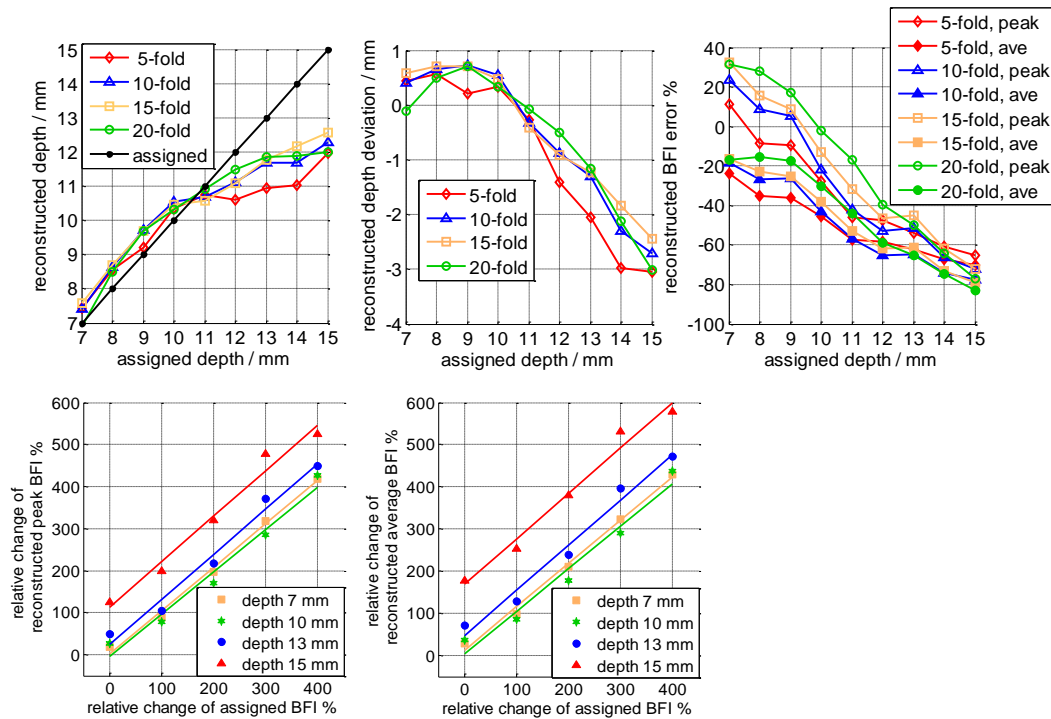 reconstructed depth / mm
15
14
13
12
11
10
9
8
7
7 8 9 10 11 12 13 14 15
assigned depth / mm
5-fold
10-fold
15-fold
20-fold
assigned
reconstructed depth deviation / mm
1
0
-1
-2
-3
-4
7 8 9 10 11 12 13 14 15
assigned depth / mm
5-fold
10-fold
15-fold
20-fold
reconstructed BFI error %
40
20
0
-20
-40
-60
-80
-100
7 8 9 10 11 12 13 14 15
assigned depth / mm
5-fold, peak
5-fold, ave
10-fold, peak
10-fold, ave
15-fold, peak
15-fold, ave
20-fold, peak
20-fold, ave
relative change of
reconstructed peak BFI %
600
500
400
300
200
100
0
0 100 200 300 400
relative change of assigned BFI %
depth 7 mm
depth 10 mm
depth 13 mm
depth 15 mm
relative change of
reconstructed average BFI %
600
500
400
300
200
100
0
0 100 200 300 400
relative change of assigned BFI %
depth 7 mm
depth 10 mm
depth 13 mm
depth 15 mm